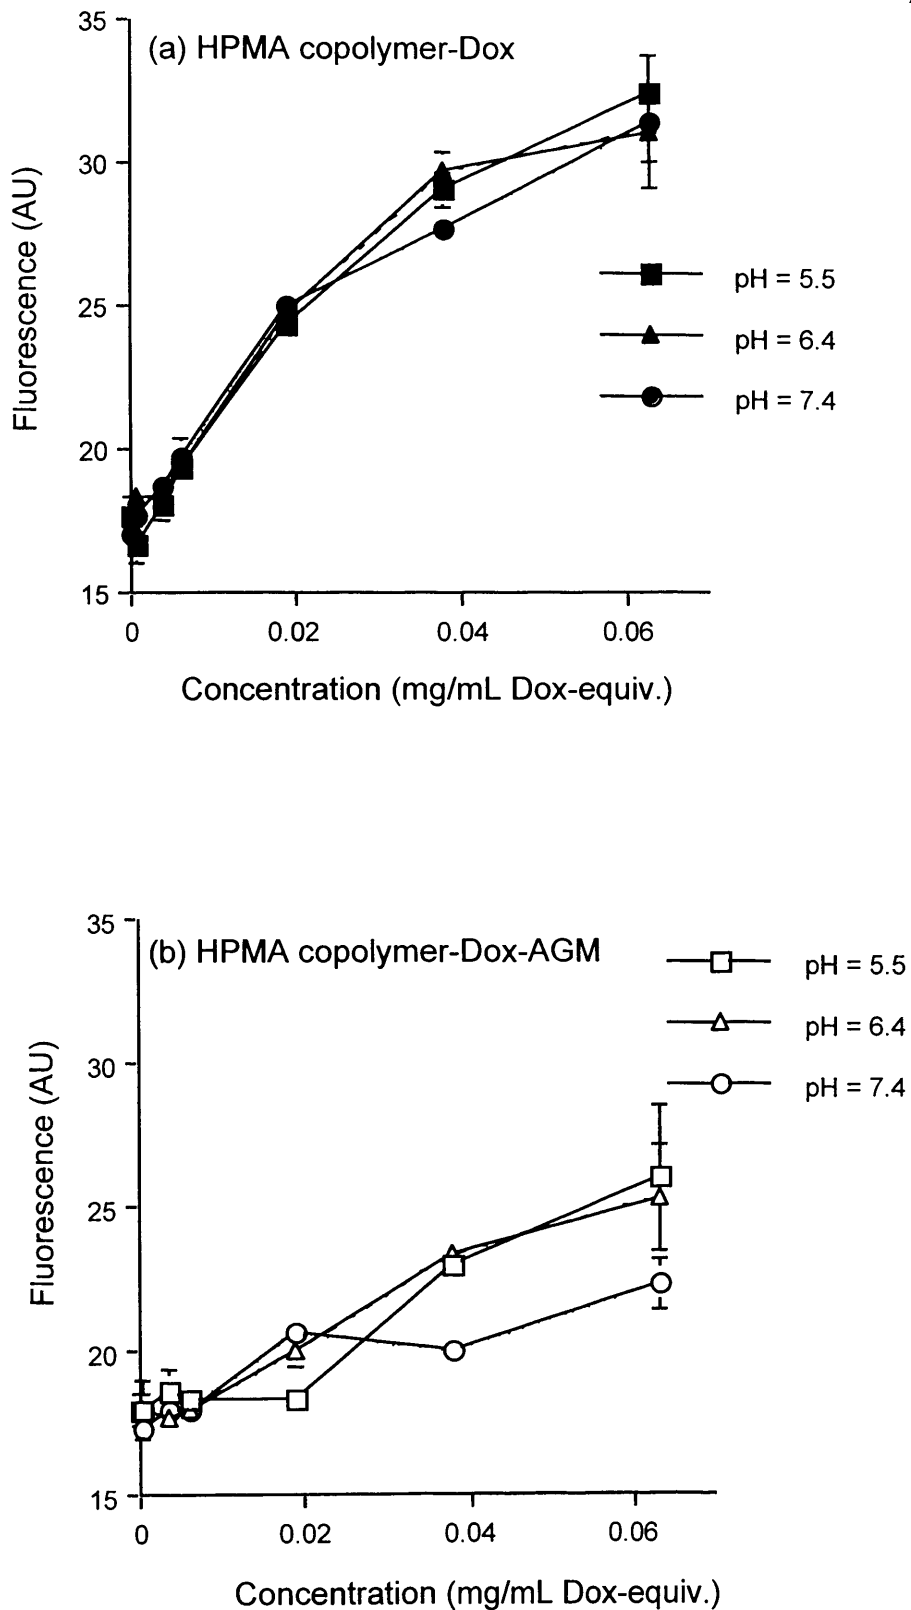 35
(a) HPMA copolymer-Dox
30
25
20
15
Fluorescence (AU)
pH = 5.5
pH = 6.4
pH = 7.4
0
0.02
0.04
0.06
Concentration (mg/mL Dox-equiv.)
35
(b) HPMA copolymer-Dox-AGM
30
25
20
15
Fluorescence (AU)
pH = 5.5
pH = 6.4
pH = 7.4
0
0.02
0.04
0.06
Concentration (mg/mL Dox-equiv.)